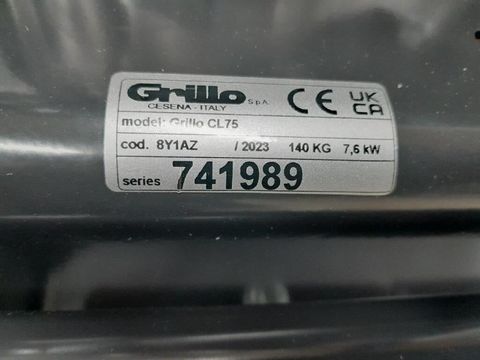 Grillo S.p.A.
CESENA - ITALY
CE UK CA
model: Grillo CL75
cod. 8Y1AZ / 2023 140 KG 7,6 kW
series 741989